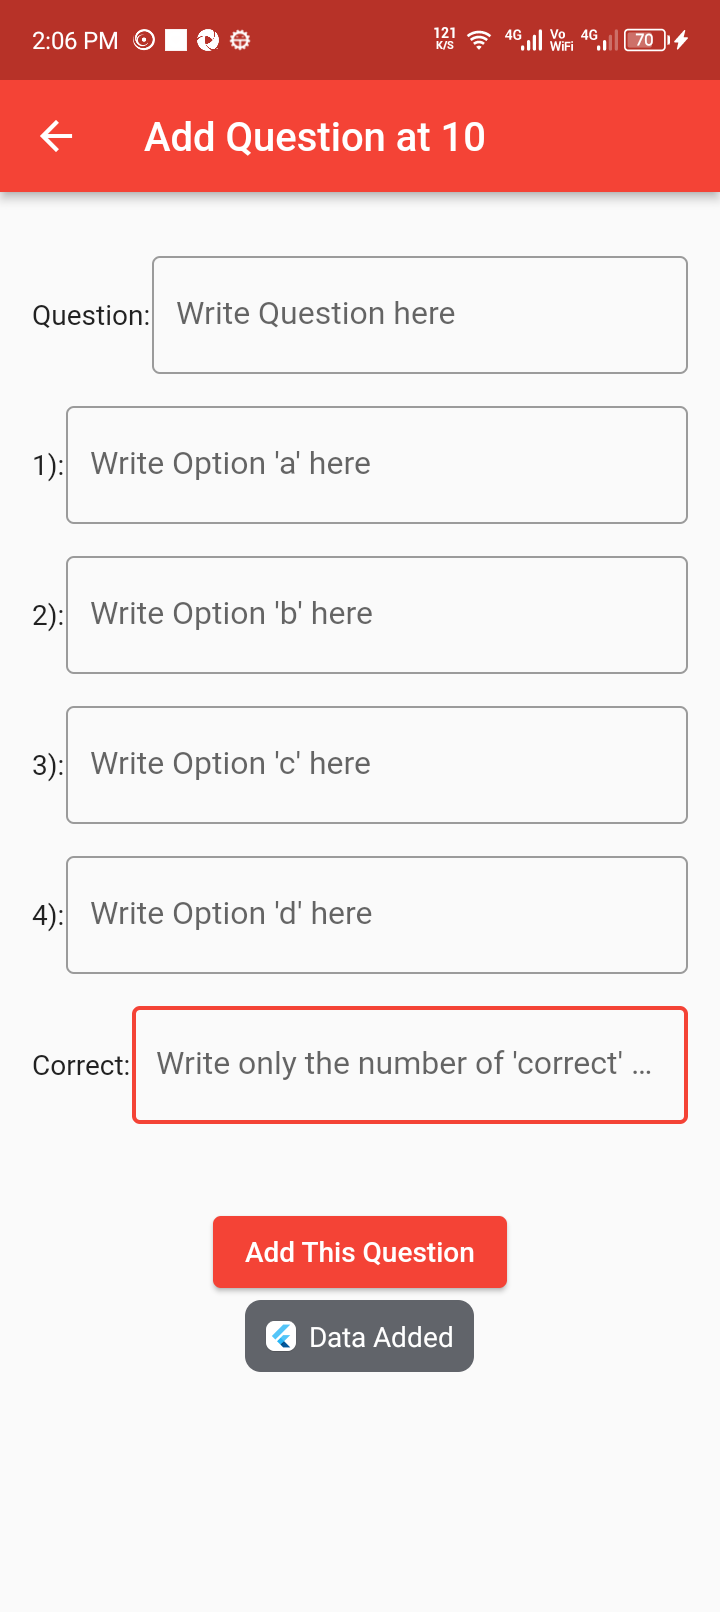 2:06 PM 121 K/S 4G Vo WiFi 4G 70
Add Question at 10
Question: Write Question here
1): Write Option 'a' here
2): Write Option 'b' here
3): Write Option 'c' here
4): Write Option 'd' here
Correct: Write only the number of 'correct' ...
Add This Question
Data Added